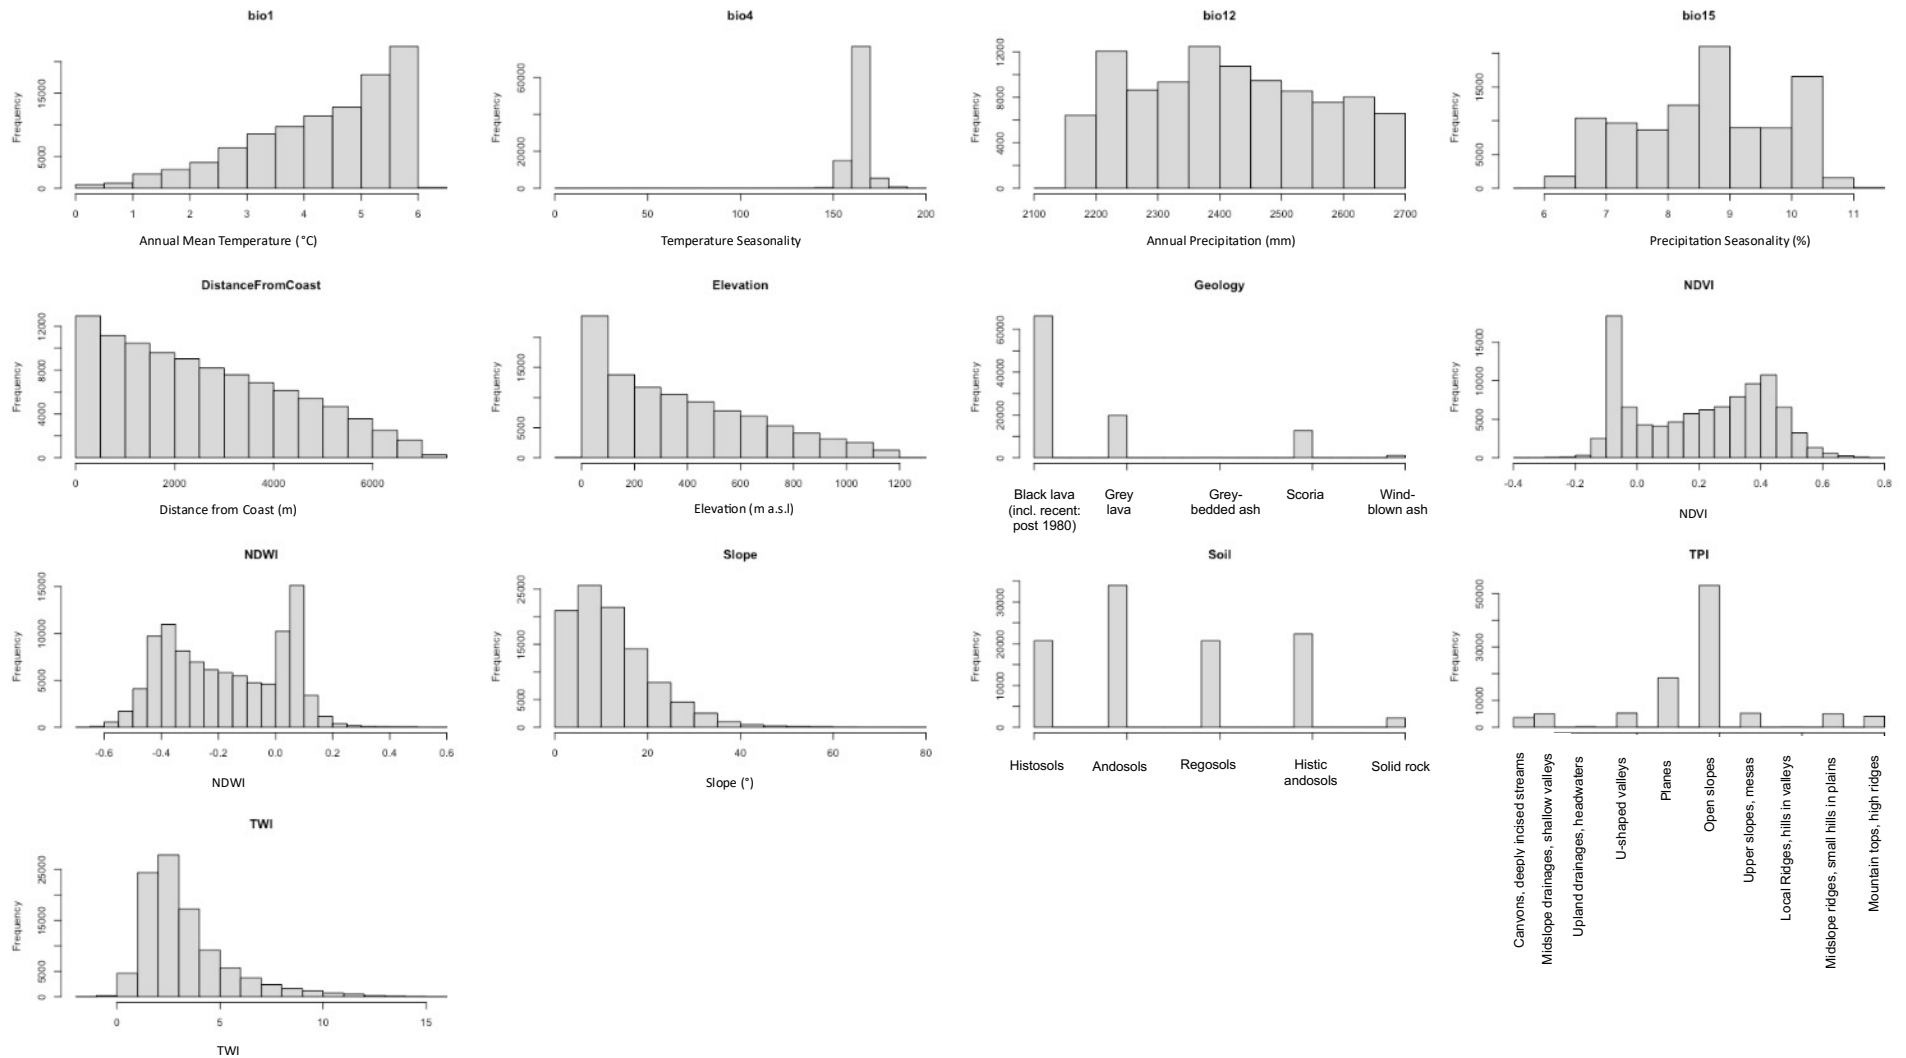 bio1
Frequency
0 5000 15000
0 1 2 3 4 5 6
Annual Mean Temperature (°C)
bio4
Frequency
0 20000 60000
0 50 100 150 200
Temperature Seasonality
bio12
Frequency
0 4000 8000 12000
2100 2200 2300 2400 2500 2600 2700
Annual Precipitation (mm)
bio15
Frequency
0 5000 15000
6 7 8 9 10 11
Precipitation Seasonality (%)
DistanceFromCoast
Frequency
0 4000 8000 12000
0 2000 4000 6000
Distance from Coast (m)
Elevation
Frequency
0 5000 15000
0 200 400 600 800 1000 1200
Elevation (m a.s.l)
Geology
Frequency
0 20000 40000 60000
Black lava
(incl. recent:
post 1980)
Grey
lava
Grey-
bedded ash
Scoria
Wind-
blown ash
NDVI
Frequency
0 5000 10000 15000
-0.4 -0.2 0.0 0.2 0.4 0.6 0.8
NDVI
NDWI
Frequency
0 5000 10000 15000
-0.6 -0.4 -0.2 0.0 0.2 0.4 0.6
NDWI
Slope
Frequency
0 5000 15000 25000
0 20 40 60 80
Slope (°)
Soil
Frequency
0 10000 20000 30000
Histosols
Andosols
Regosols
Histic
andosols
Solid rock
TPI
Frequency
0 10000 30000 50000
Canyons, deeply incised streams
Midslope drainages, shallow valleys
Upland drainages, headwaters
U-shaped valleys
Planes
Open slopes
Upper slopes, mesas
Local Ridges, hills in valleys
Midslope ridges, small hills in plains
Mountain tops, high ridges
TWI
Frequency
0 5000 15000 25000
0 5 10 15
TWI